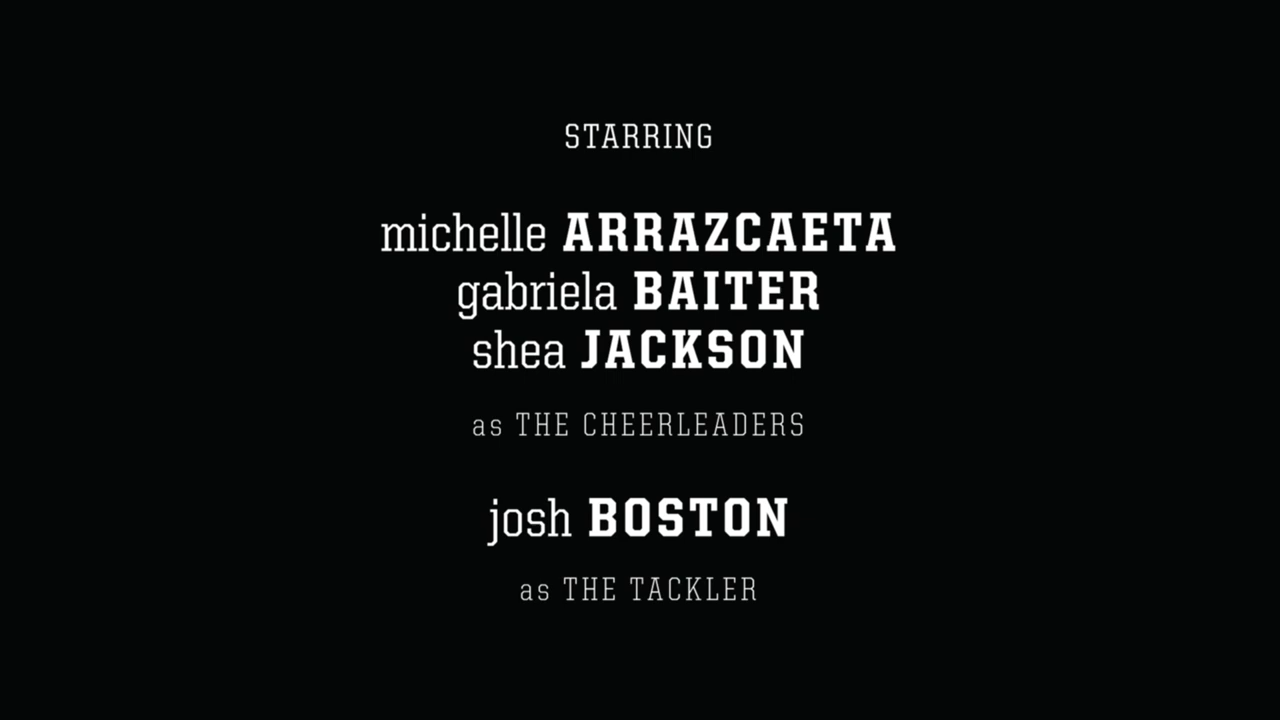 STARRING
michelle ARRAZCAETA
gabriela BAITER
shea JACKSON
as THE CHEERLEADERS
josh BOSTON
as THE TACKLER